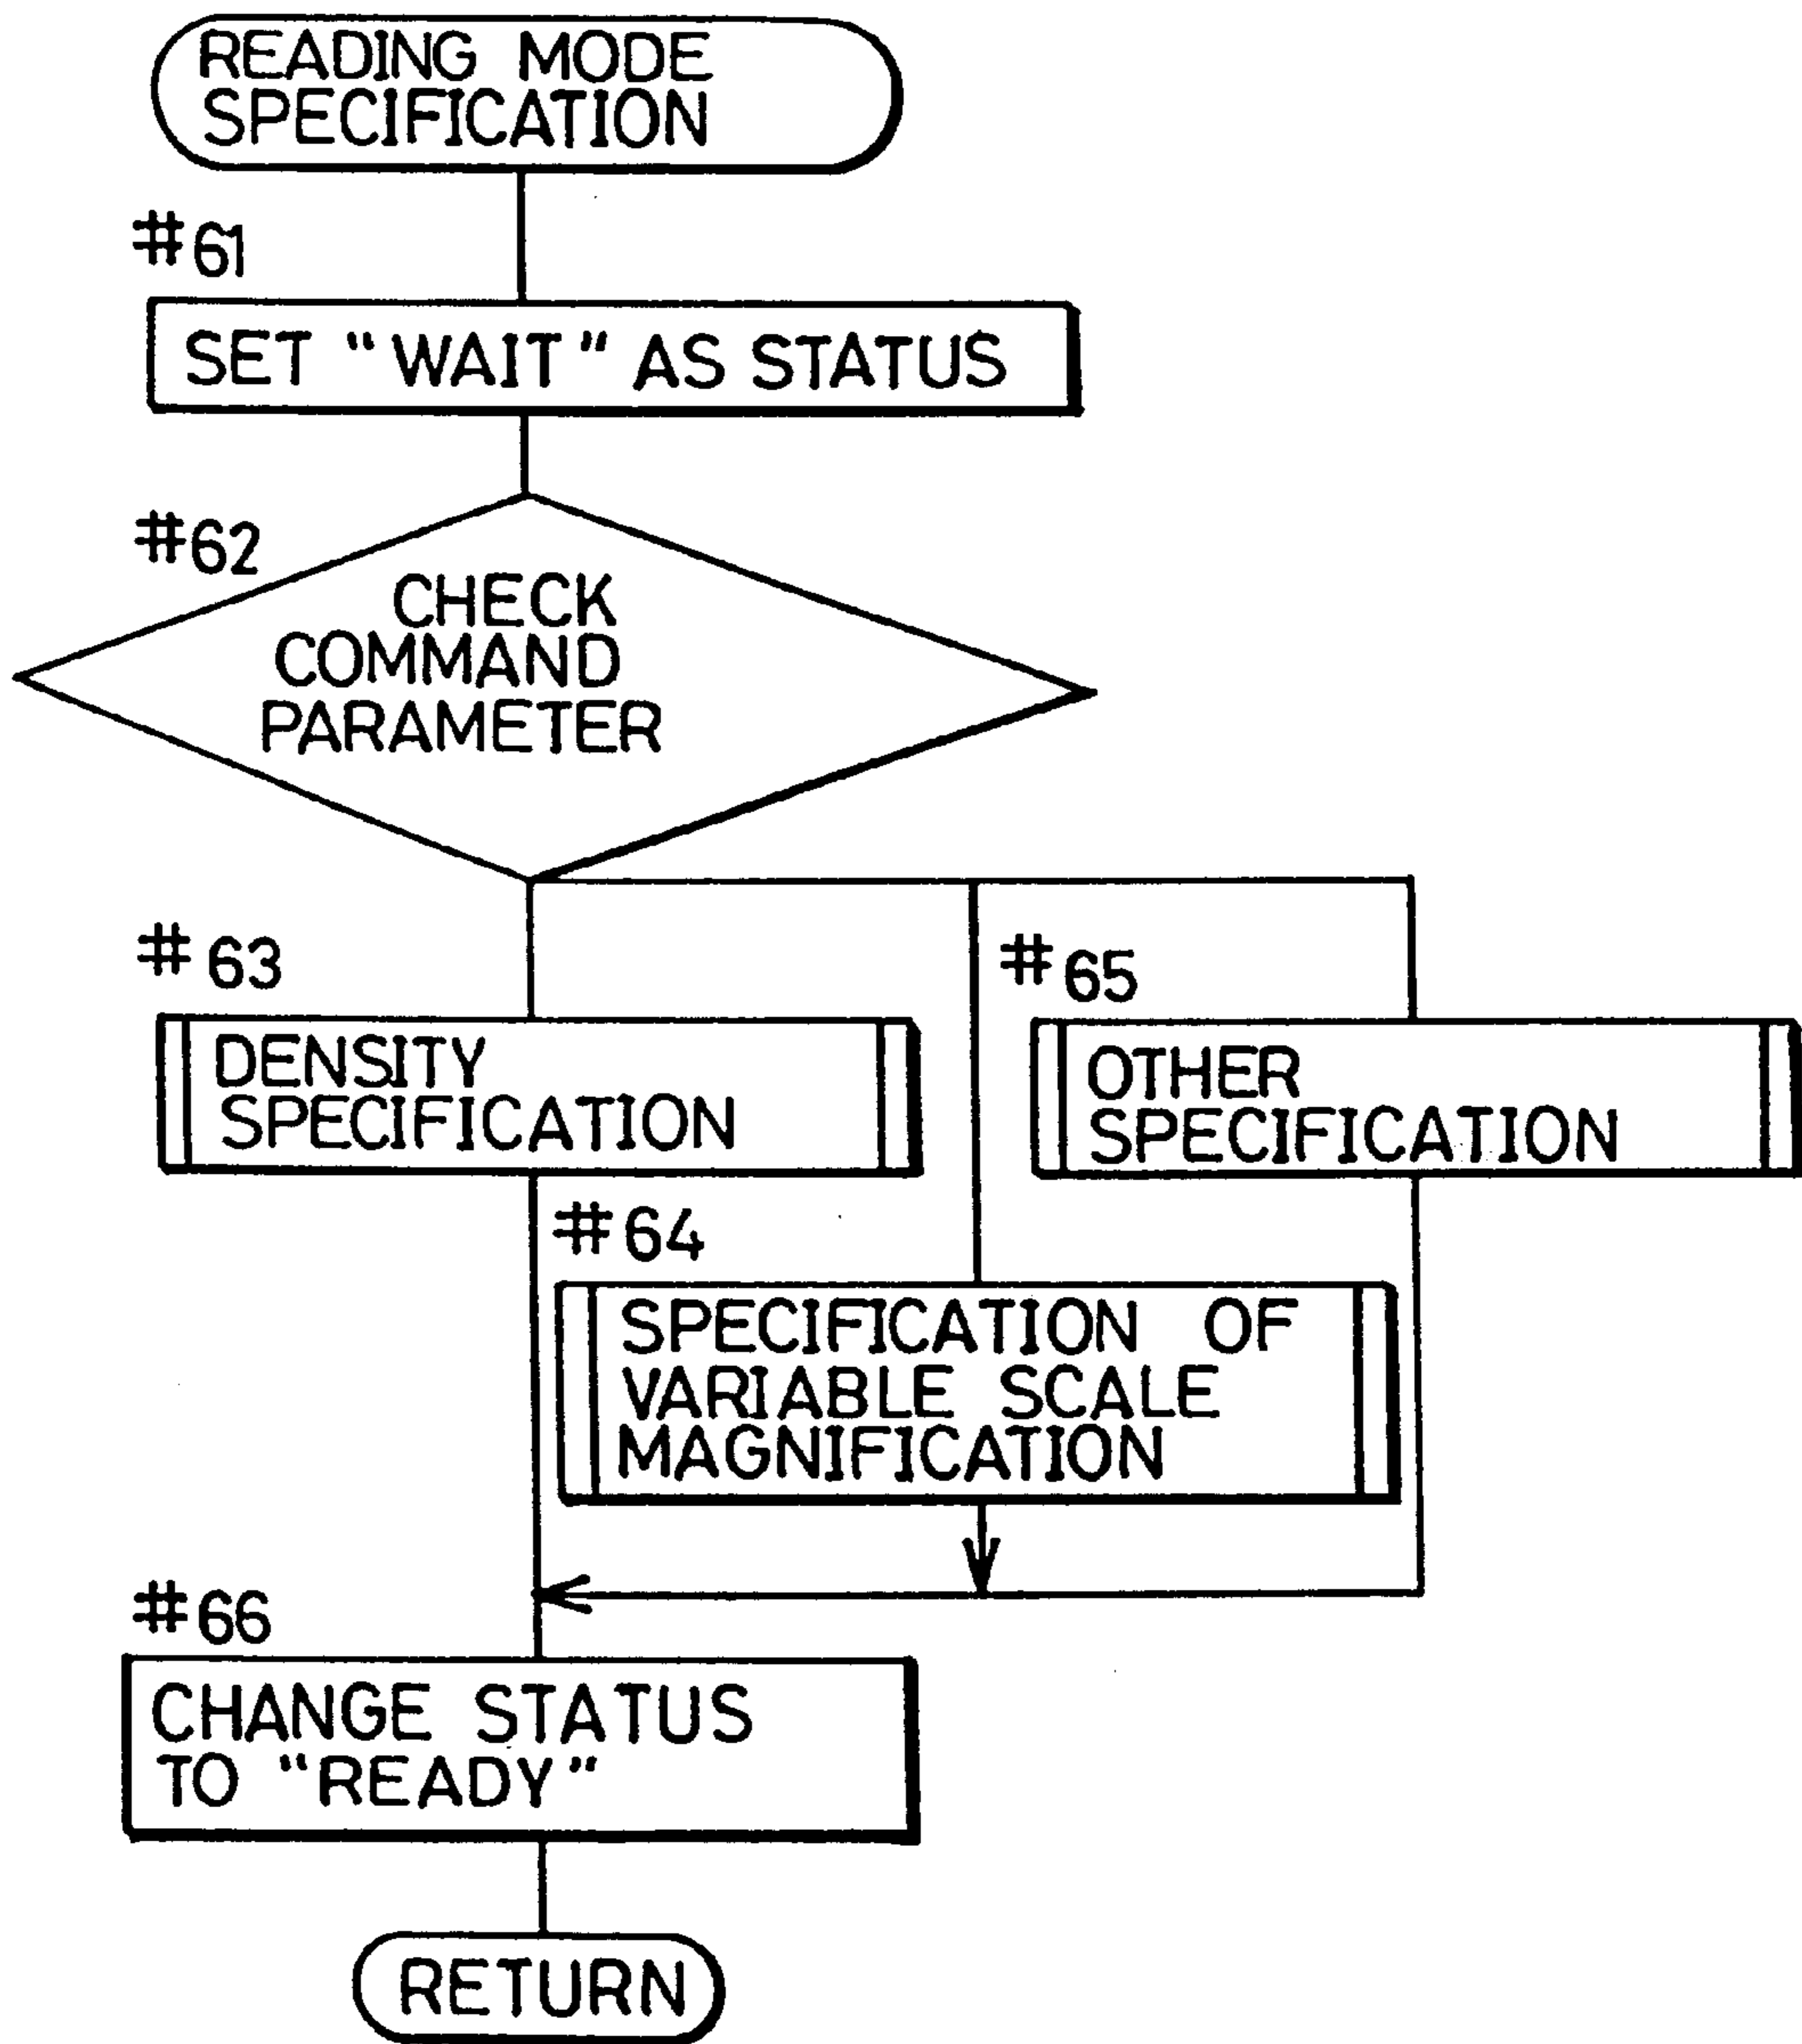 READING MODE
SPECIFICATION
#61
SET "WAIT" AS STATUS
#62
CHECK
COMMAND
PARAMETER
#63
DENSITY
SPECIFICATION
#65
OTHER
SPECIFICATION
#64
SPECIFICATION OF
VARIABLE SCALE
MAGNIFICATION
#66
CHANGE STATUS
TO "READY"
RETURN